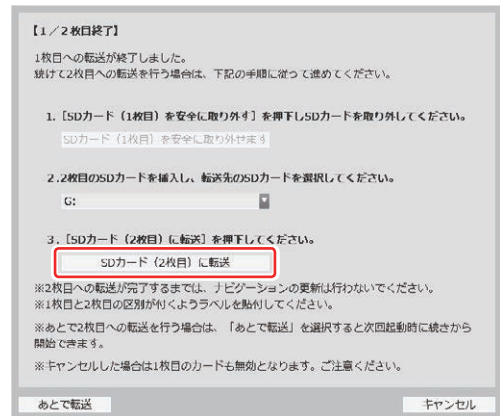 【1／2枚目終了】
1枚目への転送が終了しました。
続けて2枚目への転送を行う場合は、下記の手順に従って進めてください。
1.［SDカード（1枚目）を安全に取り外す］を押下しSDカードを取り外してください。
SDカード（1枚目）を安全に取り外せます
2.2枚目のSDカードを挿入し、転送先のSDカードを選択してください。
G:
3.［SDカード（2枚目）に転送］を押下してください。
SDカード（2枚目）に転送
※2枚目への転送が完了するまでは、ナビゲーションの更新は行わないでください。
※1枚目と2枚目の区別が付くようラベルを貼付してください。
※あとで2枚目への転送を行う場合は、「あとで転送」を選択すると次回起動時に続きから
開始できます。
※キャンセルした場合は1枚目のカードも無効となります。ご注意ください。
あとで転送
キャンセル